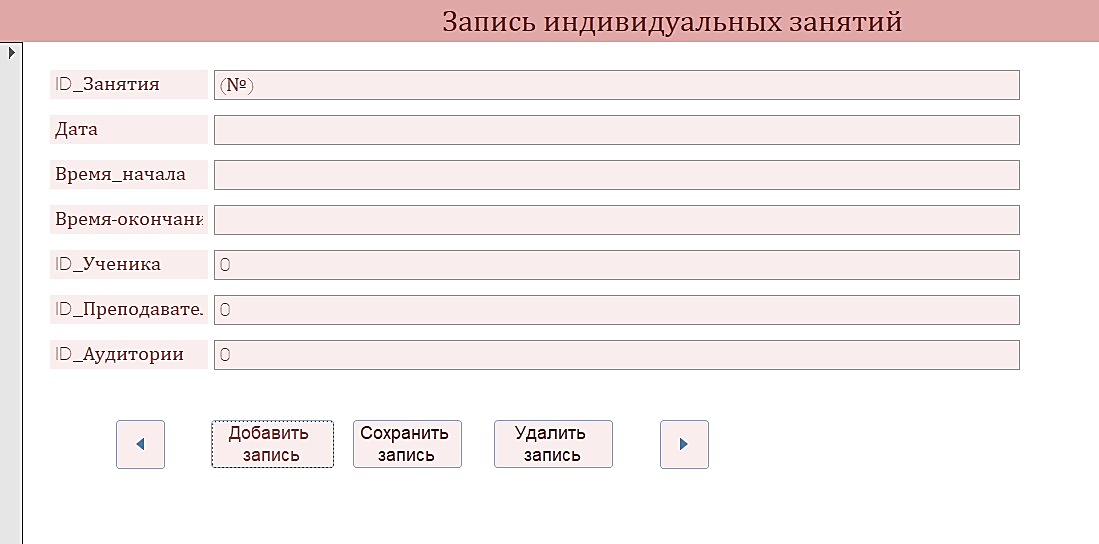 Запись индивидуальных занятий
ID_Занятия (№)
Дата
Время_начала
Время-окончани
ID_Ученика 0
ID_Преподавате.
0
ID_Аудитории 0
Добавить запись
Сохранить запись
Удалить запись